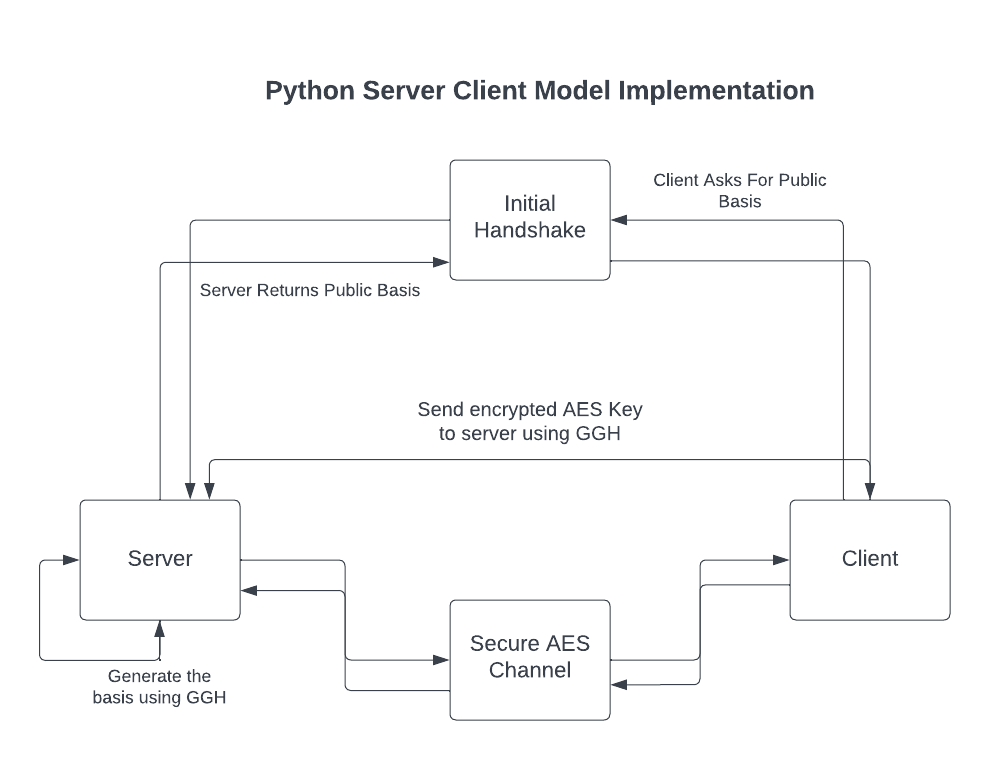 Python Server Client Model Implementation
Client Asks For Public
Basis
Initial
Handshake
Server Returns Public Basis
Send encrypted AES Key
to server using GGH
Server
Client
Secure AES
Channel
Generate the
basis using GGH